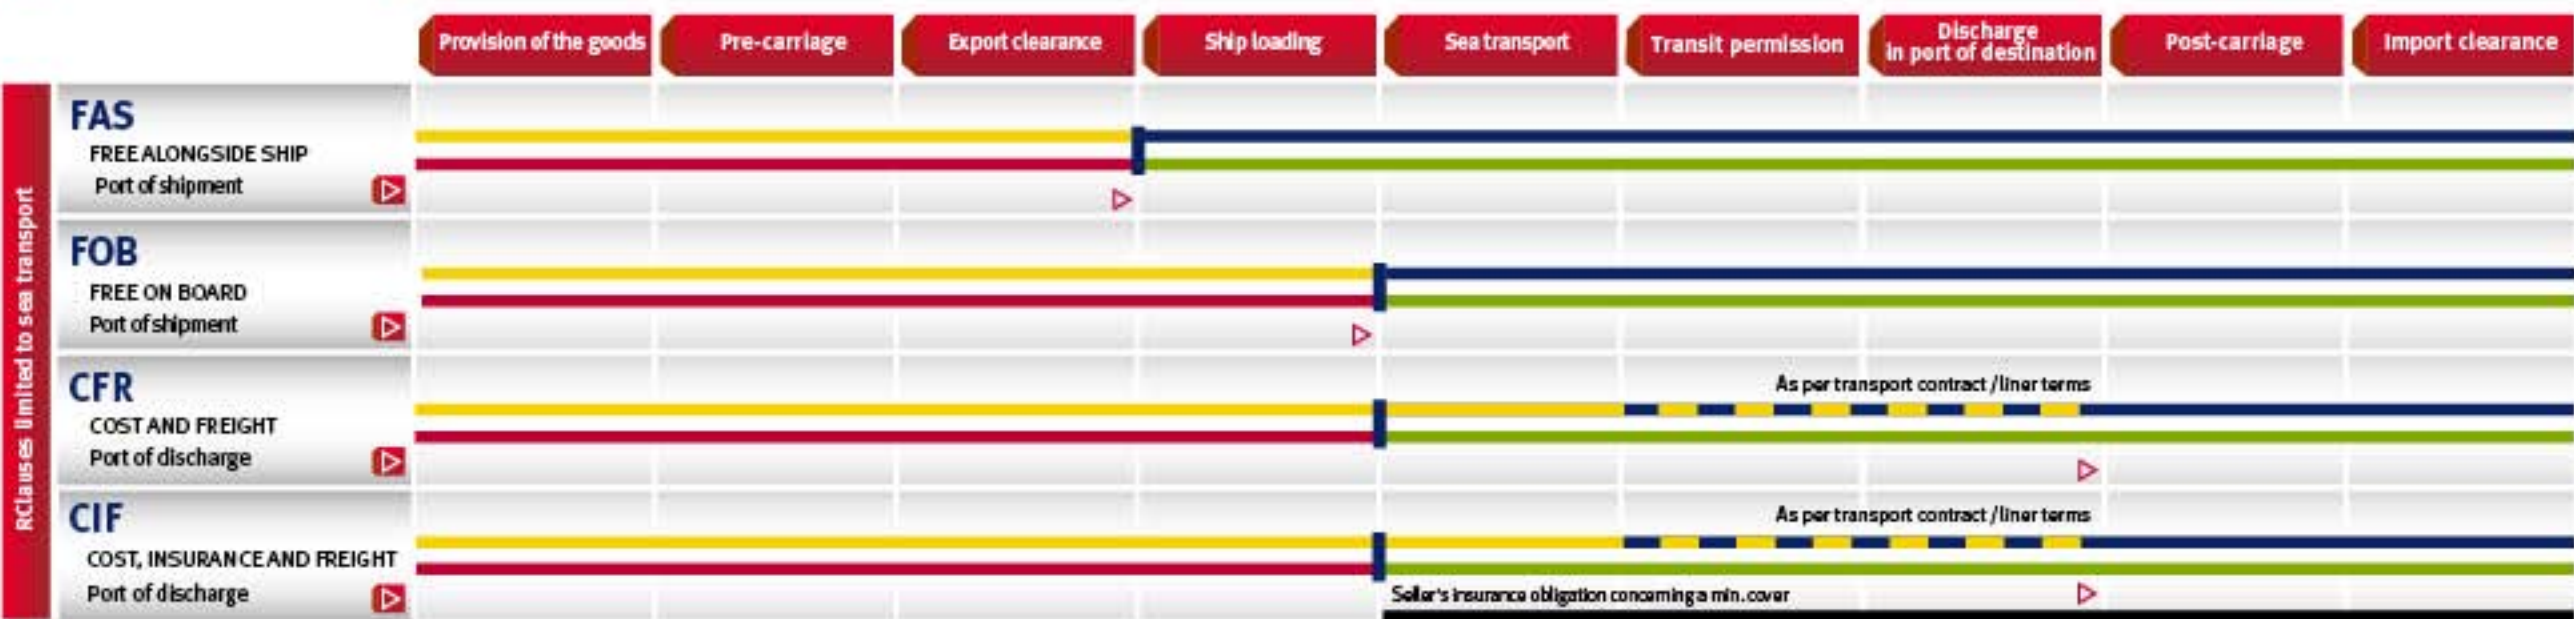 Provision of the goods
Pre-carriage
Export clearance
Ship loading
Sea transport
Transit permission
Discharge
in port of destination
Post-carriage
Import clearance
RClauses limited to sea transport
FAS
FREE ALONGSIDE SHIP
Port of shipment
FOB
FREE ON BOARD
Port of shipment
CFR
COST AND FREIGHT
Port of discharge
As per transport contract /liner terms
CIF
COST, INSURANCE AND FREIGHT
Port of discharge
As per transport contract /liner terms
Seller's insurance obligation concerning a min. cover